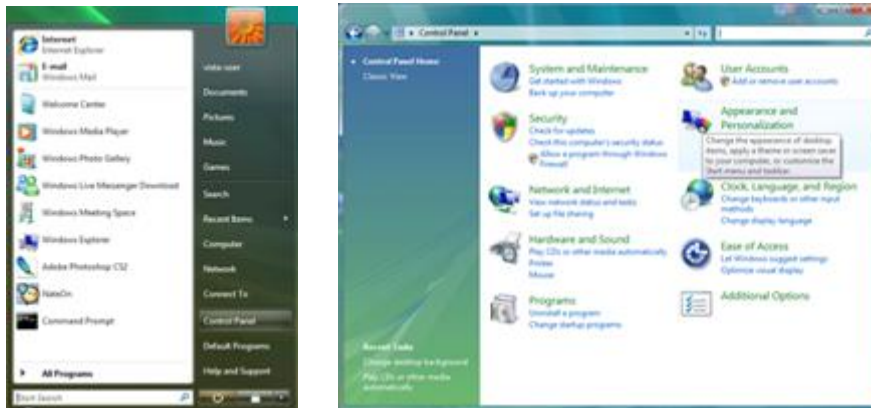 Internet
Internet Explorer
E-mail
Windows Mail
Welcome Center
Windows Media Player
Windows Photo Gallery
Windows Live Messenger Download
Windows Meeting Space
Windows Explorer
Adobe Photoshop CS2
NateOn
Command Prompt
All Programs
Start Search
vista user
Documents
Pictures
Music
Games
Search
Recent Items
Computer
Network
Connect To
Control Panel
Default Programs
Help and Support
Control Panel
Control Panel Home
Classic View
Recent Tasks
Change desktop background
Play CDs or other media
automatically
System and Maintenance
Get started with Windows
Back up your computer
Security
Check for updates
Check this computer's security status
Allow a program through Windows
Firewall
Network and Internet
View network status and tasks
Set up file sharing
Hardware and Sound
Play CDs or other media automatically
Printer
Mouse
Programs
Uninstall a program
Change startup programs
User Accounts
Add or remove user accounts
Appearance and
Personalization
Change the appearance of desktop
items, apply a theme or screen saver
to your computer, or customize the
Start menu and taskbar.
Clock, Language, and Region
Change keyboards or other input
methods
Change display language
Ease of Access
Let Windows suggest settings
Optimize visual display
Additional Options